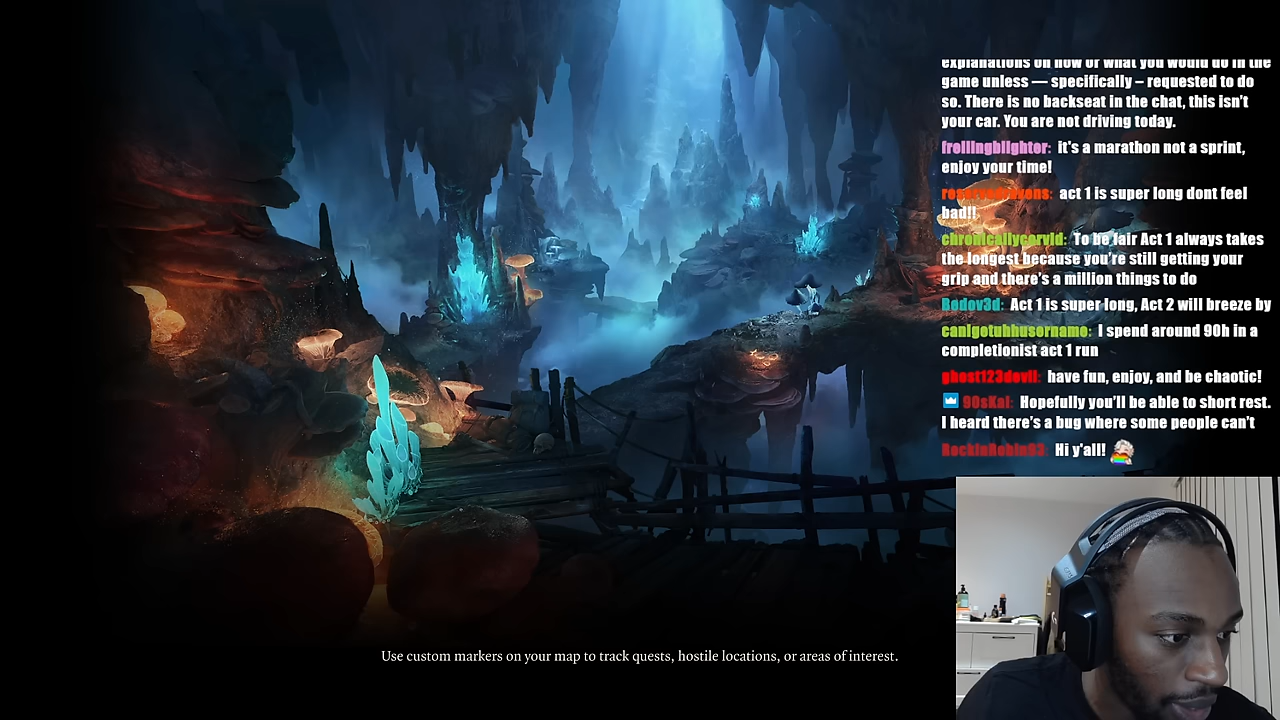 explanations on how or what you would do in the
game unless — specifically – requested to do
so. There is no backseat in the chat, this isn't
your car. You are not driving today.
frollingblighter: it's a marathon not a sprint,
enjoy your time!
act 1 is super long dont feel
bad!!
chronicallycorvid: To be fair Act 1 always takes
the longest because you're still getting your
grip and there's a million things to do
Redov3d: Act 1 is super long, Act 2 will breeze by
canigetuhhusername: I spend around 90h in a
completionist act 1 run
ghost123devil: have fun, enjoy, and be chaotic!
90sKai: Hopefully you'll be able to short rest.
I heard there's a bug where some people can't
RockinRobin93: Hi y'all!
Use custom markers on your map to track quests, hostile locations, or areas of interest.